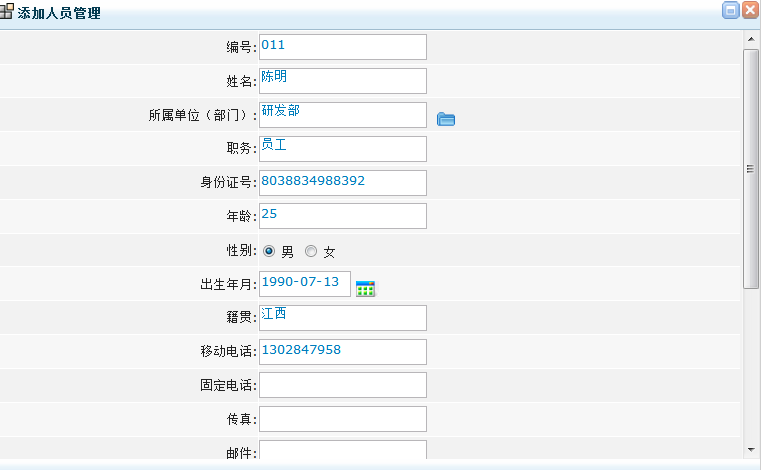 添加人员管理
编号: 011
姓名: 陈明
所属单位（部门）: 研发部
职务: 员工
身份证号: 8038834988392
年龄: 25
性别: 男 女
出生年月: 1990-07-13
籍贯: 江西
移动电话: 1302847958
固定电话:
传真:
邮件: